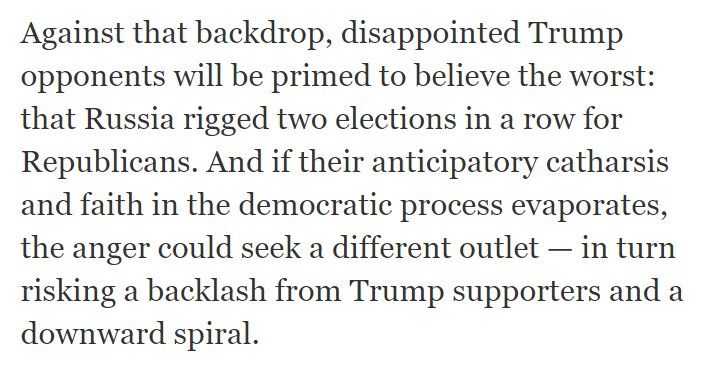 Against that backdrop, disappointed Trump
opponents will be primed to believe the worst:
that Russia rigged two elections in a row for
Republicans. And if their anticipatory catharsis
and faith in the democratic process evaporates,
the anger could seek a different outlet — in turn
risking a backlash from Trump supporters and a
downward spiral.